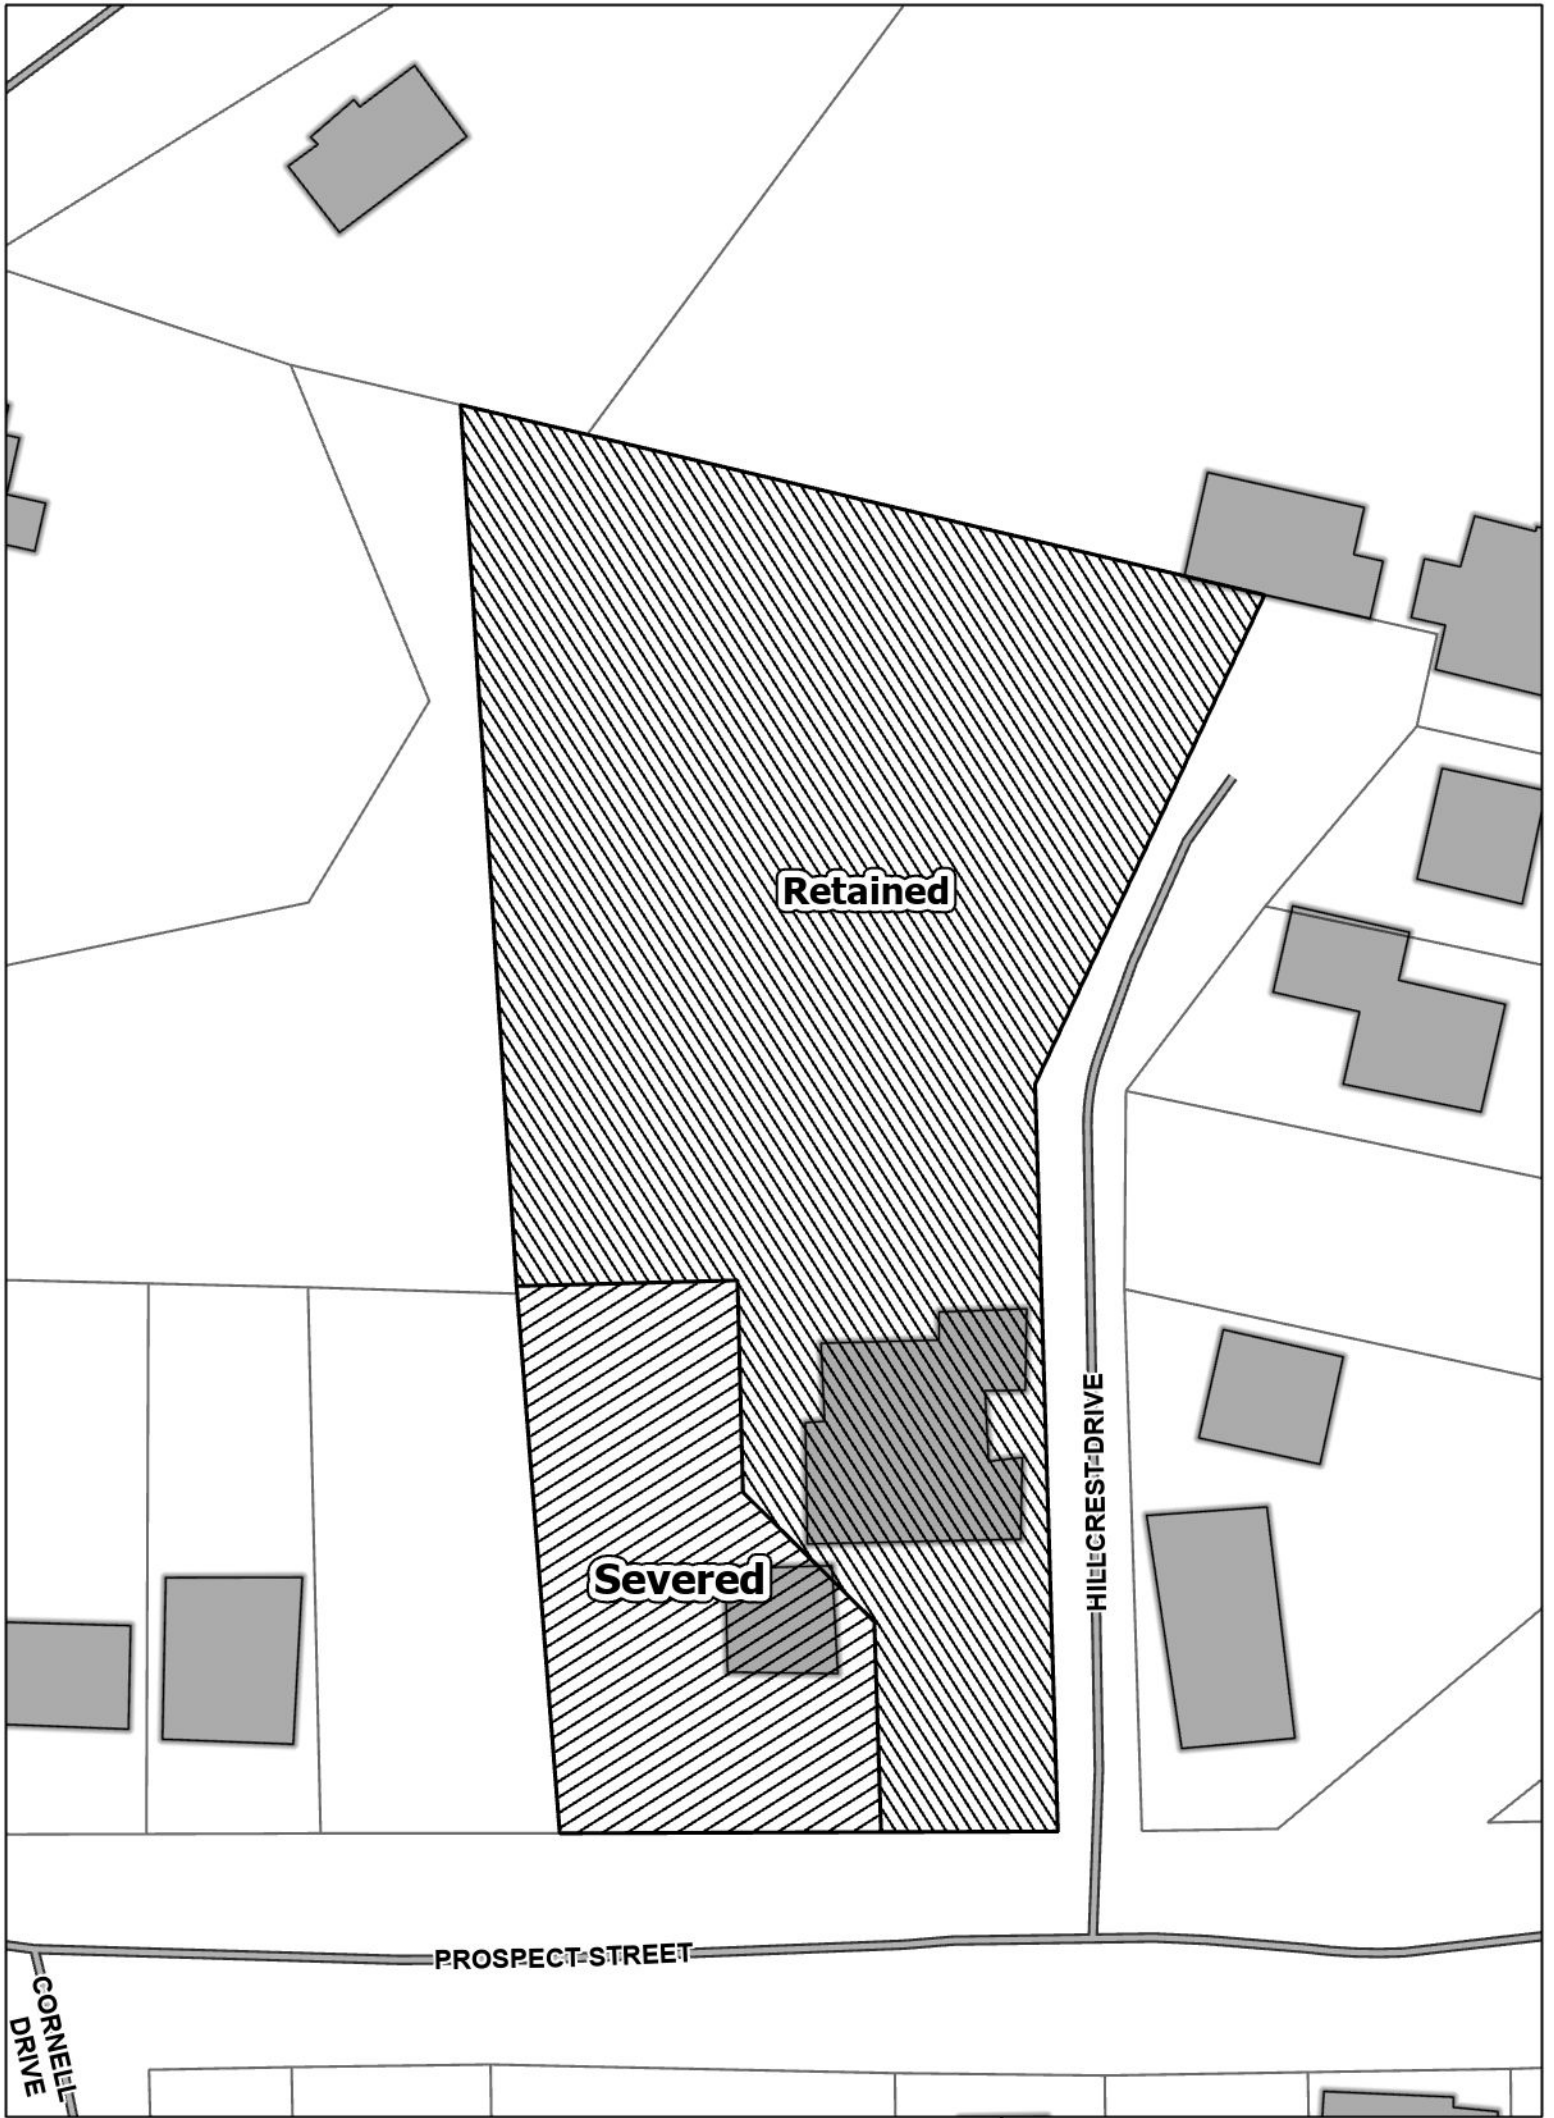 Retained
HILLCREST DRIVE
Severed
PROSPECT STREET
CORNELL
DRIVE